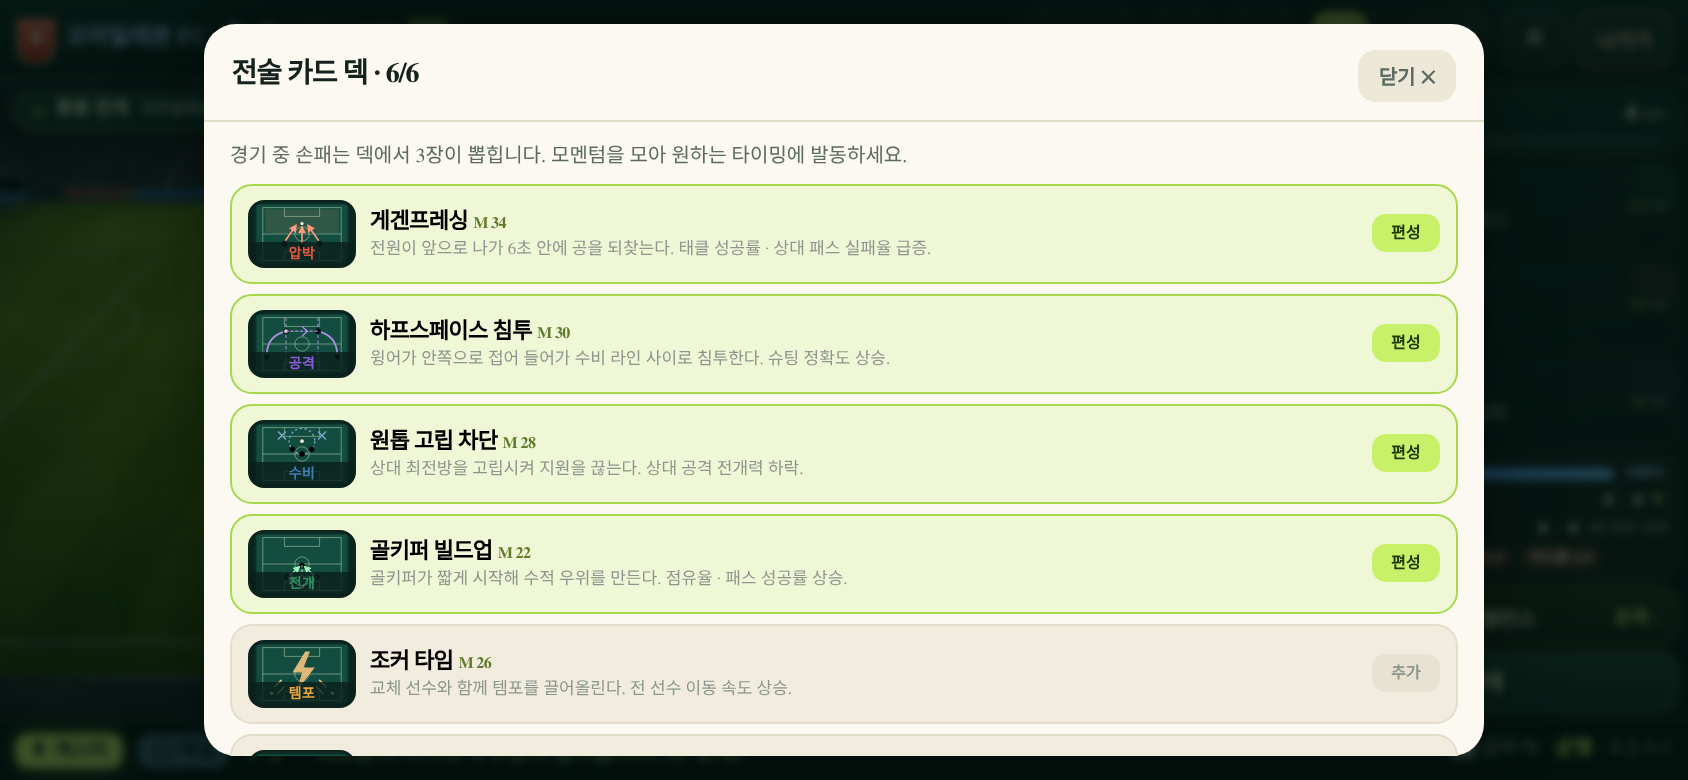 전술 카드 덱 · 6/6
닫기 ✕
경기 중 손패는 덱에서 3장이 뽑힙니다. 모멘텀을 모아 원하는 타이밍에 발동하세요.
압박
게겐프레싱 M 34
전원이 앞으로 나가 6초 안에 공을 되찾는다. 태클 성공률 · 상대 패스 실패율 급증.
편성
공격
하프스페이스 침투 M 30
윙어가 안쪽으로 접어 들어가 수비 라인 사이로 침투한다. 슈팅 정확도 상승.
편성
수비
원톱 고립 차단 M 28
상대 최전방을 고립시켜 지원을 끊는다. 상대 공격 전개력 하락.
편성
전개
골키퍼 빌드업 M 22
골키퍼가 짧게 시작해 수적 우위를 만든다. 점유율 · 패스 성공률 상승.
편성
템포
조커 타임 M 26
교체 선수와 함께 템포를 끌어올린다. 전 선수 이동 속도 상승.
추가